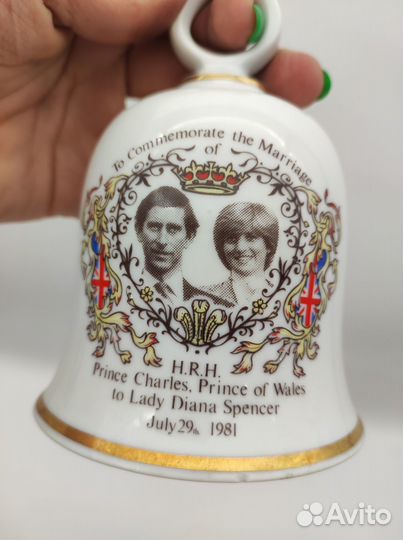 To Commemorate the Marriage
of
H.R.H.
Prince Charles, Prince of Wales
to Lady Diana Spencer
July 29th 1981
Avito